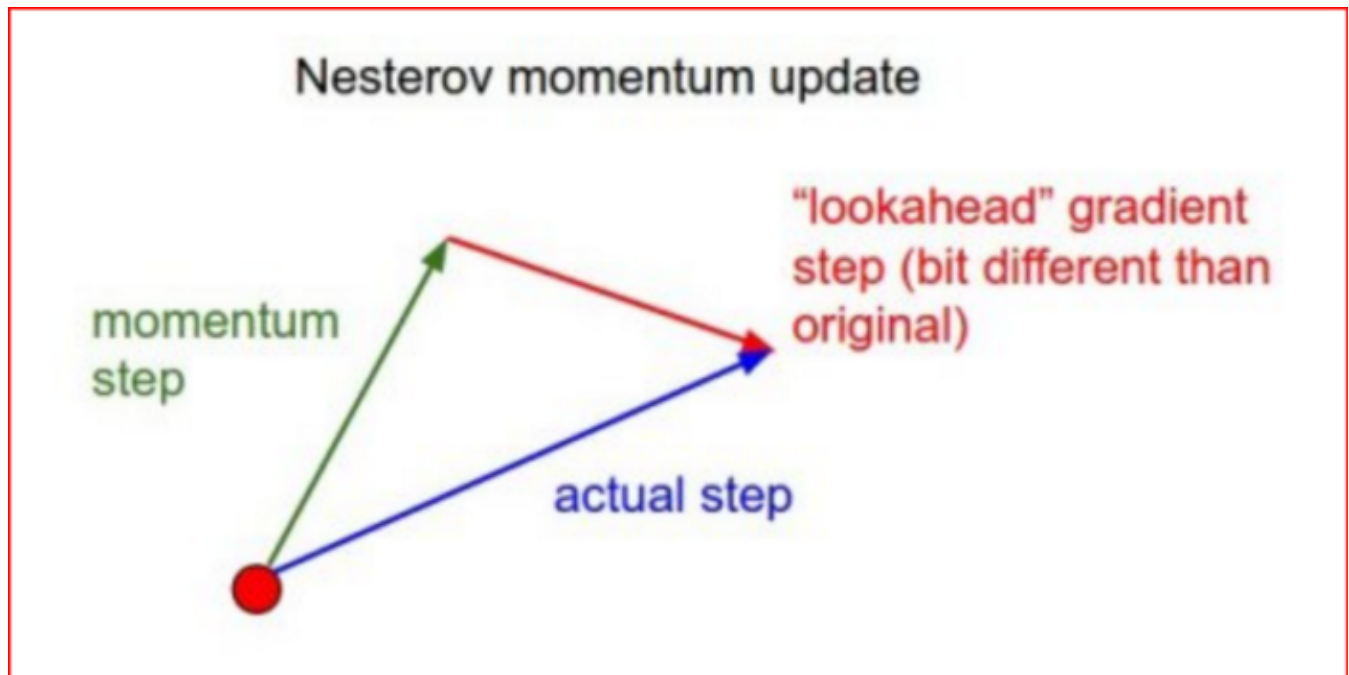 Nesterov momentum update
“lookahead” gradient
step (bit different than
original)
momentum
step
actual step